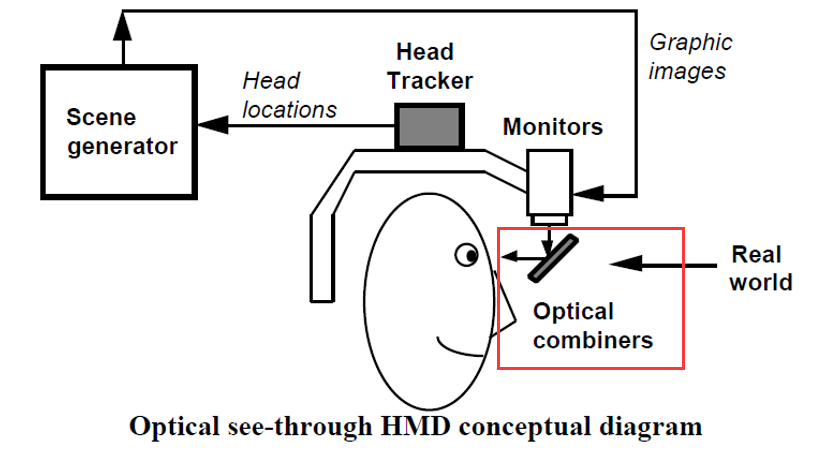 Graphic
images
Head
Tracker
Head
locations
Scene
generator
Monitors
Real
world
Optical
combiners
Optical see-through HMD conceptual diagram